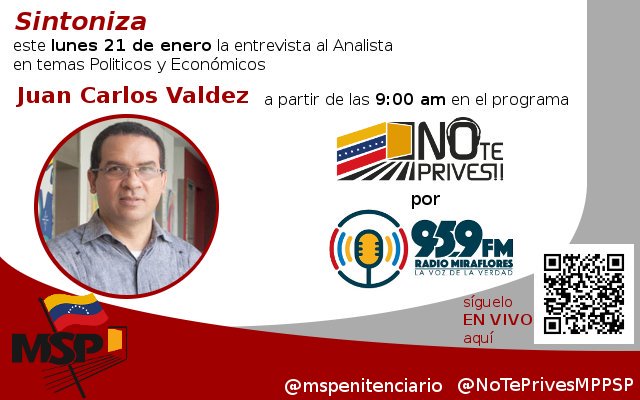 Sintoniza
este lunes 21 de enero la entrevista al Analista
en temas Politicos y Económicos
Juan Carlos Valdez a partir de las 9:00 am en el programa
NO TE
PRIVES!!
por
95.9 FM
RADIO MIRAFLORES
LA VOZ DE LA VERDAD
síguelo
EN VIVO
aquí
MSP
@mspenitenciario @NoTePrivesMPPSP